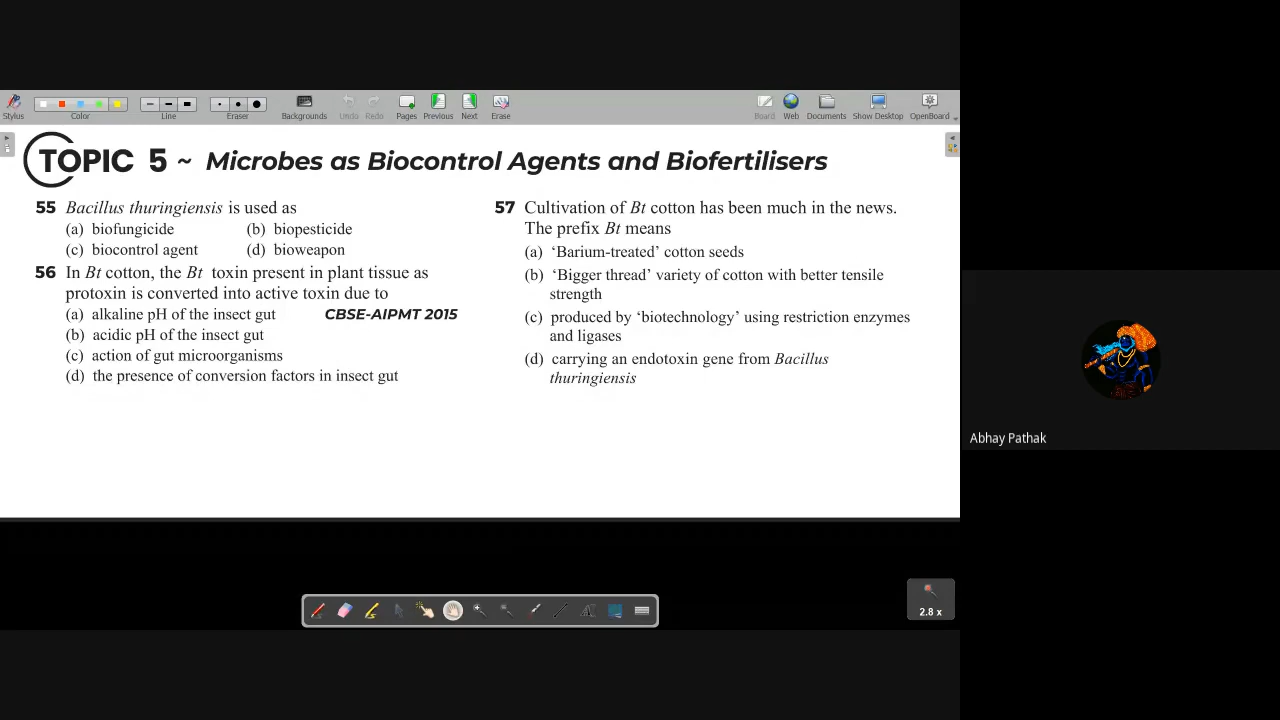 Stylus
Color
Line
Eraser
Backgrounds
Undo
Redo
Pages
Previous
Next
Erase
Board
Web
Documents
Show Desktop
OpenBoard
TOPIC 5 ~ Microbes as Biocontrol Agents and Biofertilisers
55 Bacillus thuringiensis is used as
(a) biofungicide (b) biopesticide
(c) biocontrol agent (d) bioweapon
56 In Bt cotton, the Bt toxin present in plant tissue as
protoxin is converted into active toxin due to
(a) alkaline pH of the insect gut CBSE-AIPMT 2015
(b) acidic pH of the insect gut
(c) action of gut microorganisms
(d) the presence of conversion factors in insect gut
57 Cultivation of Bt cotton has been much in the news.
The prefix Bt means
(a) ‘Barium-treated’ cotton seeds
(b) ‘Bigger thread’ variety of cotton with better tensile
strength
(c) produced by ‘biotechnology’ using restriction enzymes
and ligases
(d) carrying an endotoxin gene from Bacillus
thuringiensis
Abhay Pathak
2.8 x